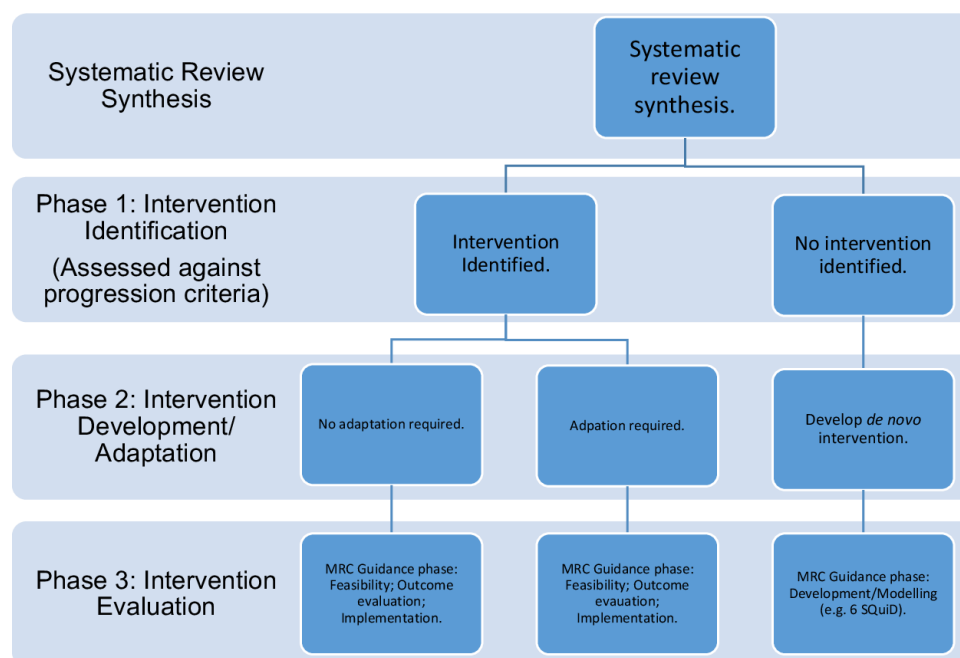 Systematic Review
Synthesis
Systematic
review
synthesis.
Phase 1: Intervention
Identification
(Assessed against
progression criteria)
Intervention
Identified.
No intervention
identified.
Phase 2: Intervention
Development/
Adaptation
No adaptation required.
Adpation required.
Develop de novo
intervention.
Phase 3: Intervention
Evaluation
MRC Guidance phase:
Feasibility; Outcome
evaluation;
Implementation.
MRC Guidance phase:
Feasibility; Outcome
evauation;
Implementation.
MRC Guidance phase:
Development/Modelling
(e.g. 6 SQuiD).